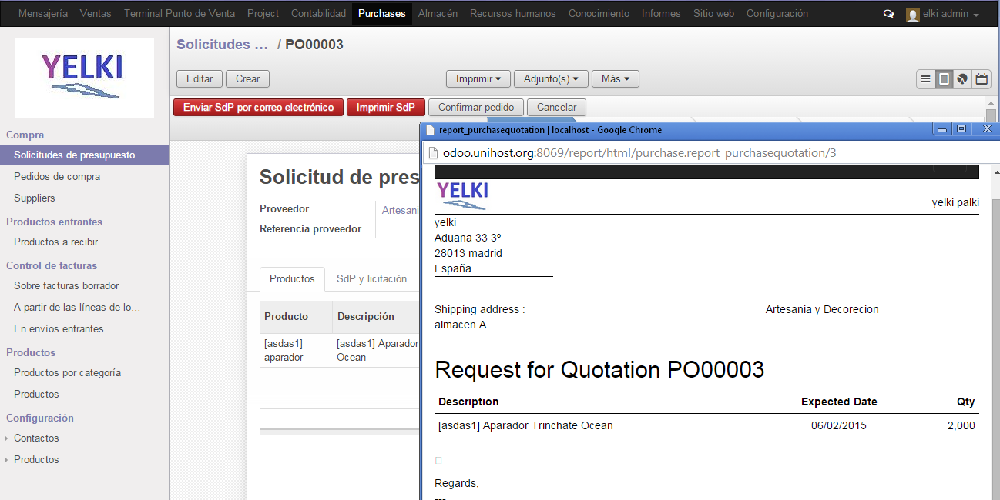 Mensajería Ventas Terminal Punto de Venta Project Contabilidad Purchases Almacén Recursos humanos Conocimiento Informes Sitio web Configuración elki admin
YELKI
Compra
Solicitudes de presupuesto
Pedidos de compra
Suppliers
Productos entrantes
Productos a recibir
Control de facturas
Sobre facturas borrador
A partir de las líneas de lo...
En envíos entrantes
Productos
Productos por categoría
Productos
Configuración
Contactos
Productos
Solicitudes ... / PO00003
Editar Crear Imprimir Adjunto(s) Más
Enviar SdP por correo electrónico Imprimir SdP Confirmar pedido Cancelar
Solicitud de pres
Proveedor Artesani
Referencia proveedor
Productos SdP y licitación
Producto Descripción
[asdas1] [asdas1] Aparador
aparador Ocean
report_purchasequotation | localhost - Google Chrome
odoo.unihost.org:8069/report/html/purchase.report_purchasequotation/3
YELKI
yelki palki
yelki
Aduana 33 3º
28013 madrid
España
Shipping address : Artesania y Decorecion
almacen A
Request for Quotation PO00003
Description Expected Date Qty
[asdas1] Aparador Trinchate Ocean 06/02/2015 2,000
Regards,
---